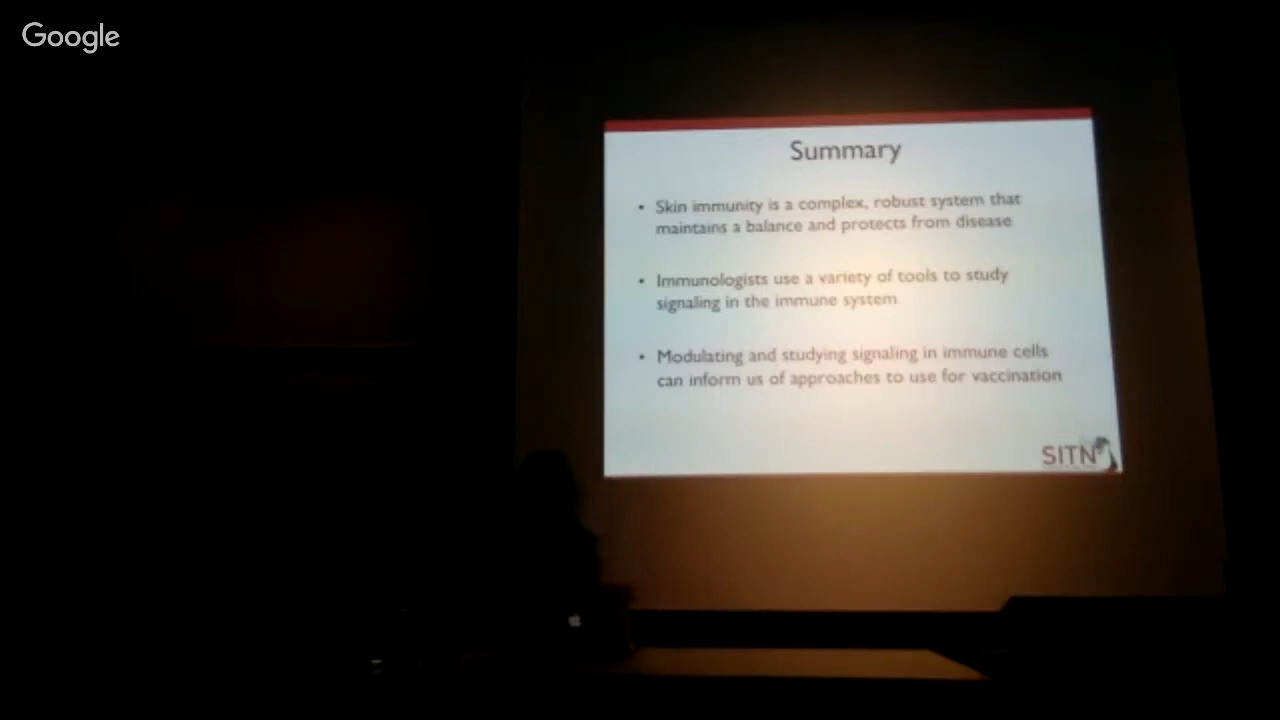 Google
Summary
• Skin immunity is a complex, robust system that
maintains a balance and protects from disease
• Immunologists use a variety of tools to study
signaling in the immune system
• Modulating and studying signaling in immune cells
can inform us of approaches to use for vaccination
SITN